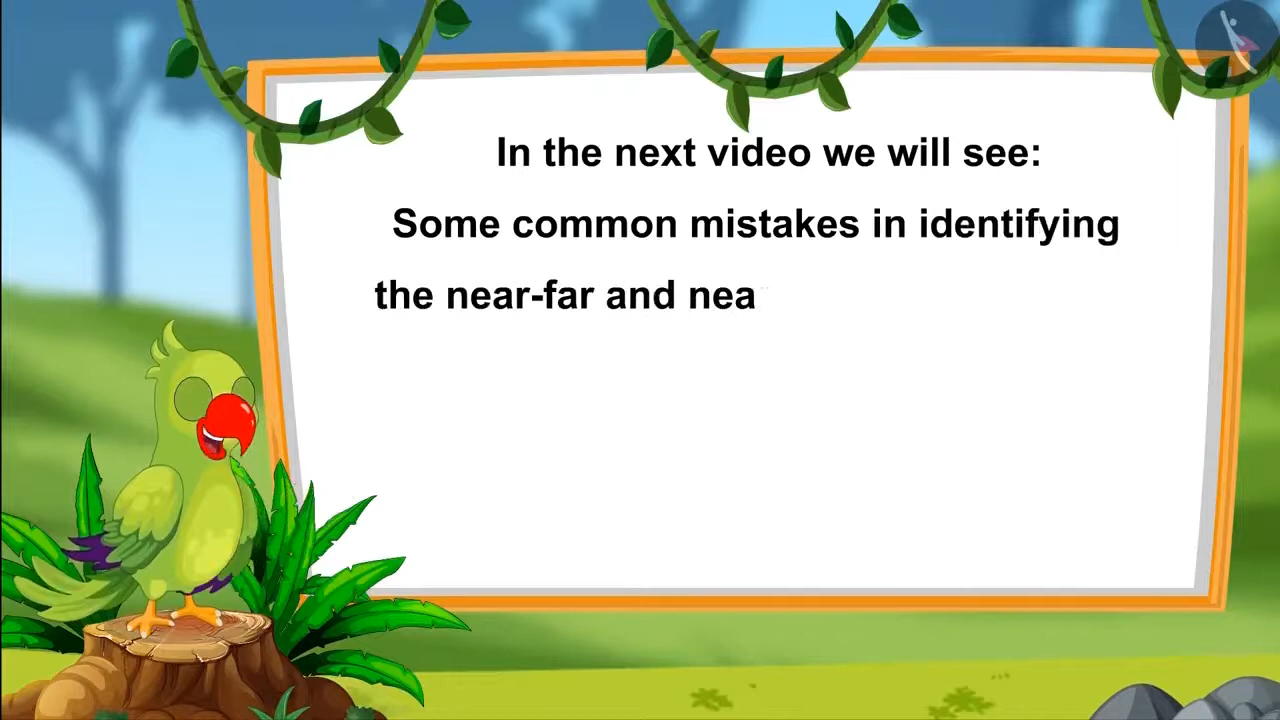 In the next video we will see:
Some common mistakes in identifying
the near-far and nea